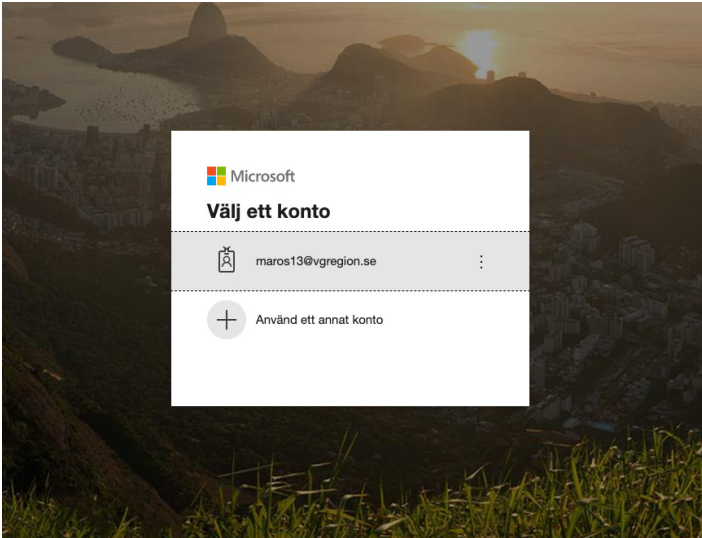 Microsoft
Välj ett konto
maros13@vgregion.se
Använd ett annat konto